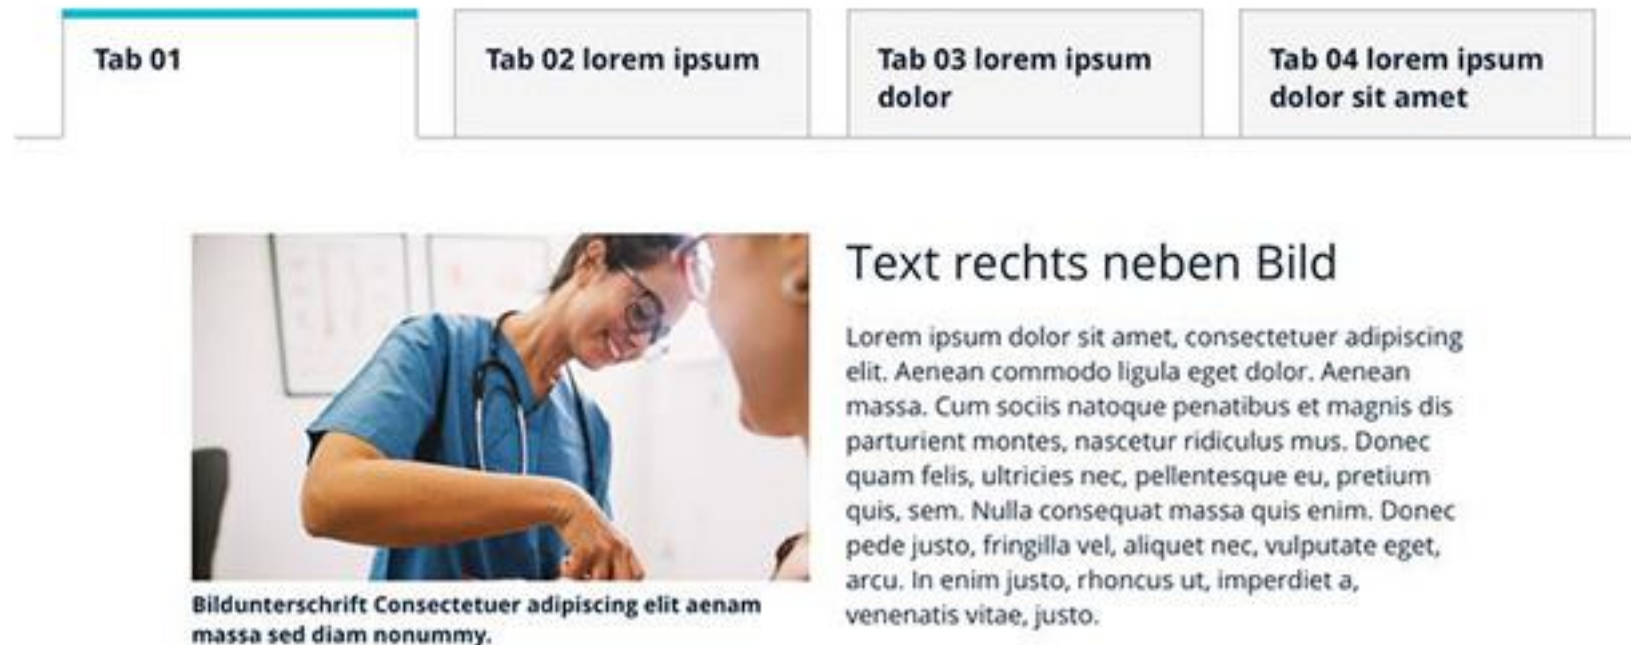 Tab 01
Tab 02 lorem ipsum
Tab 03 lorem ipsum
dolor
Tab 04 lorem ipsum
dolor sit amet
Text rechts neben Bild
Lorem ipsum dolor sit amet, consectetuer adipiscing
elit. Aenean commodo ligula eget dolor. Aenean
massa. Cum sociis natoque penatibus et magnis dis
parturient montes, nascetur ridiculus mus. Donec
quam felis, ultricies nec, pellentesque eu, pretium
quis, sem. Nulla consequat massa quis enim. Donec
pede justo, fringilla vel, aliquet nec, vulputate eget,
arcu. In enim justo, rhoncus ut, imperdiet a,
venenatis vitae, justo.
Bildunterschrift Consectetuer adipiscing elit aenam
massa sed diam nonummy.